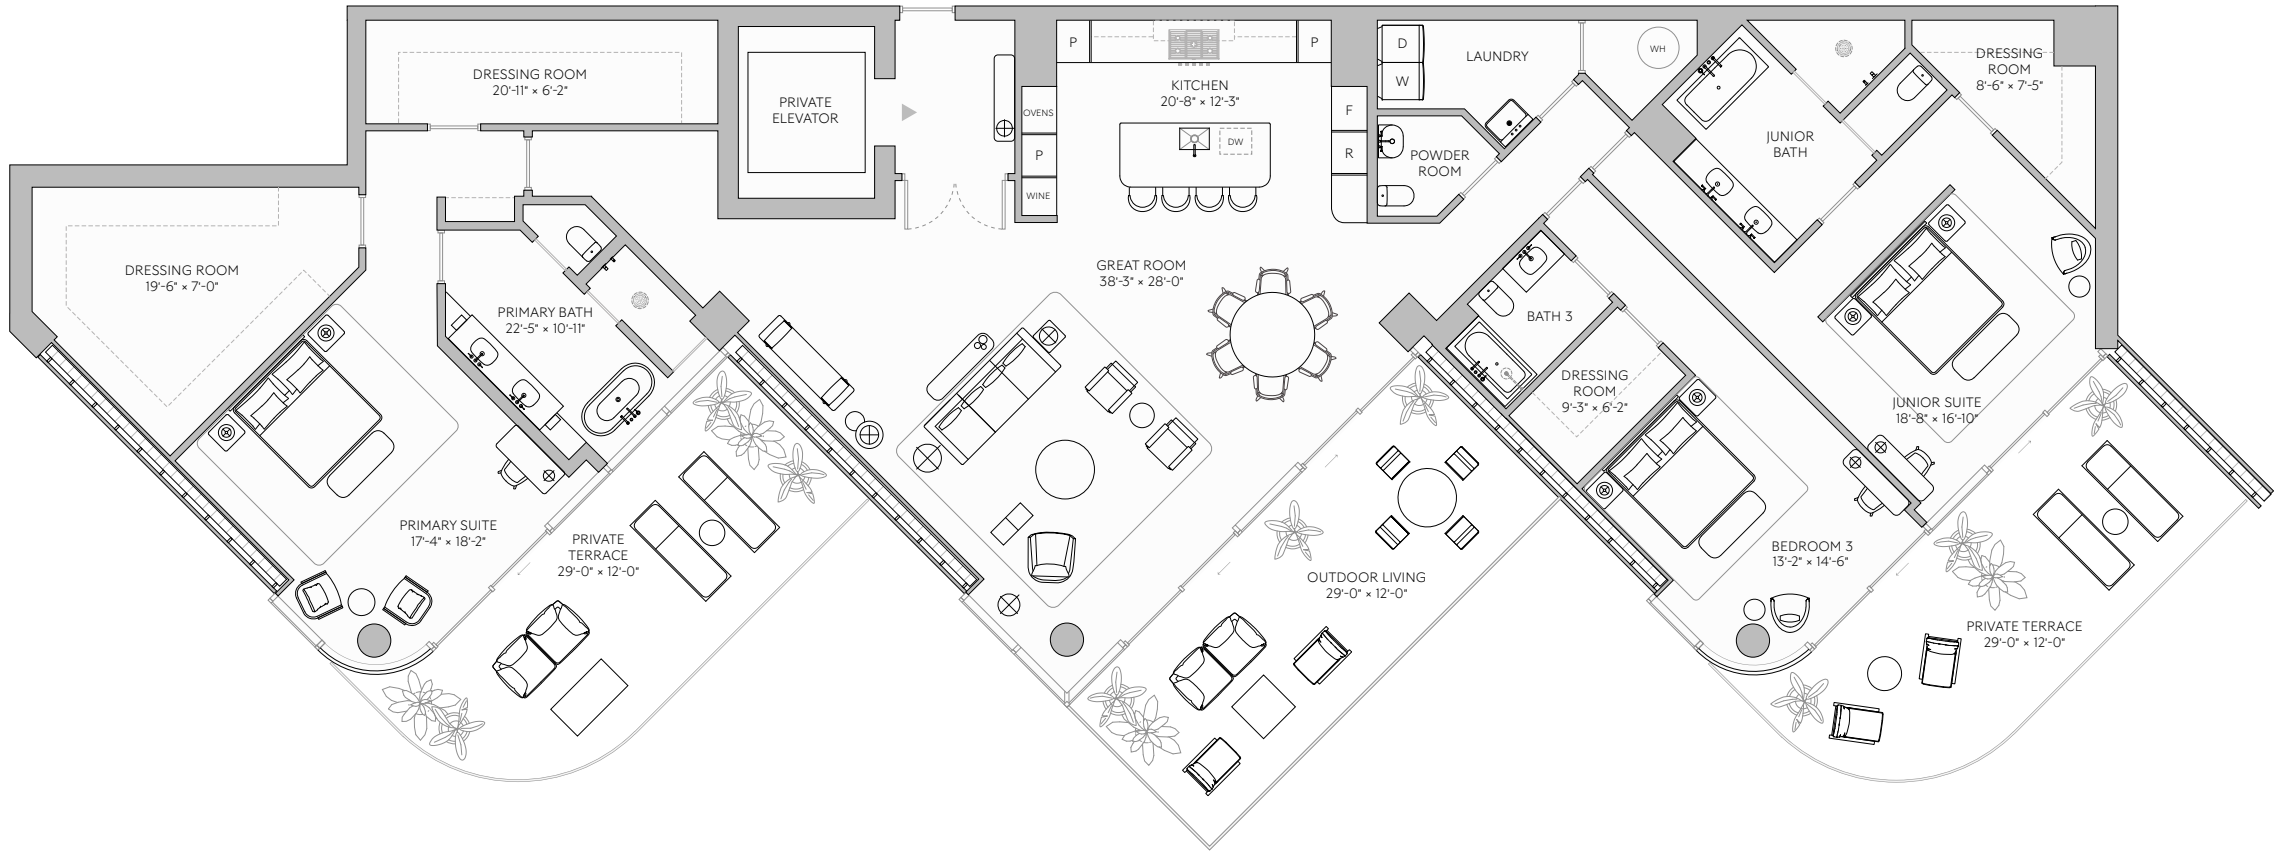 DRESSING ROOM
20'-11" × 6'-2"
PRIVATE
ELEVATOR
P
P
KITCHEN
20'-8" × 12'-3"
OVENS
P
WINE
DW
F
R
D
W
LAUNDRY
WH
POWDER
ROOM
JUNIOR
BATH
DRESSING
ROOM
8'-6" × 7'-5"
DRESSING ROOM
19'-6" × 7'-0"
PRIMARY BATH
22'-5" × 10'-11"
GREAT ROOM
38'-3" × 28'-0"
BATH 3
DRESSING
ROOM
9'-3" × 6'-2"
JUNIOR SUITE
18'-8" × 16'-10"
PRIMARY SUITE
17'-4" × 18'-2"
PRIVATE
TERRACE
29'-0" × 12'-0"
OUTDOOR LIVING
29'-0" × 12'-0"
BEDROOM 3
13'-2" × 14'-6"
PRIVATE TERRACE
29'-0" × 12'-0"